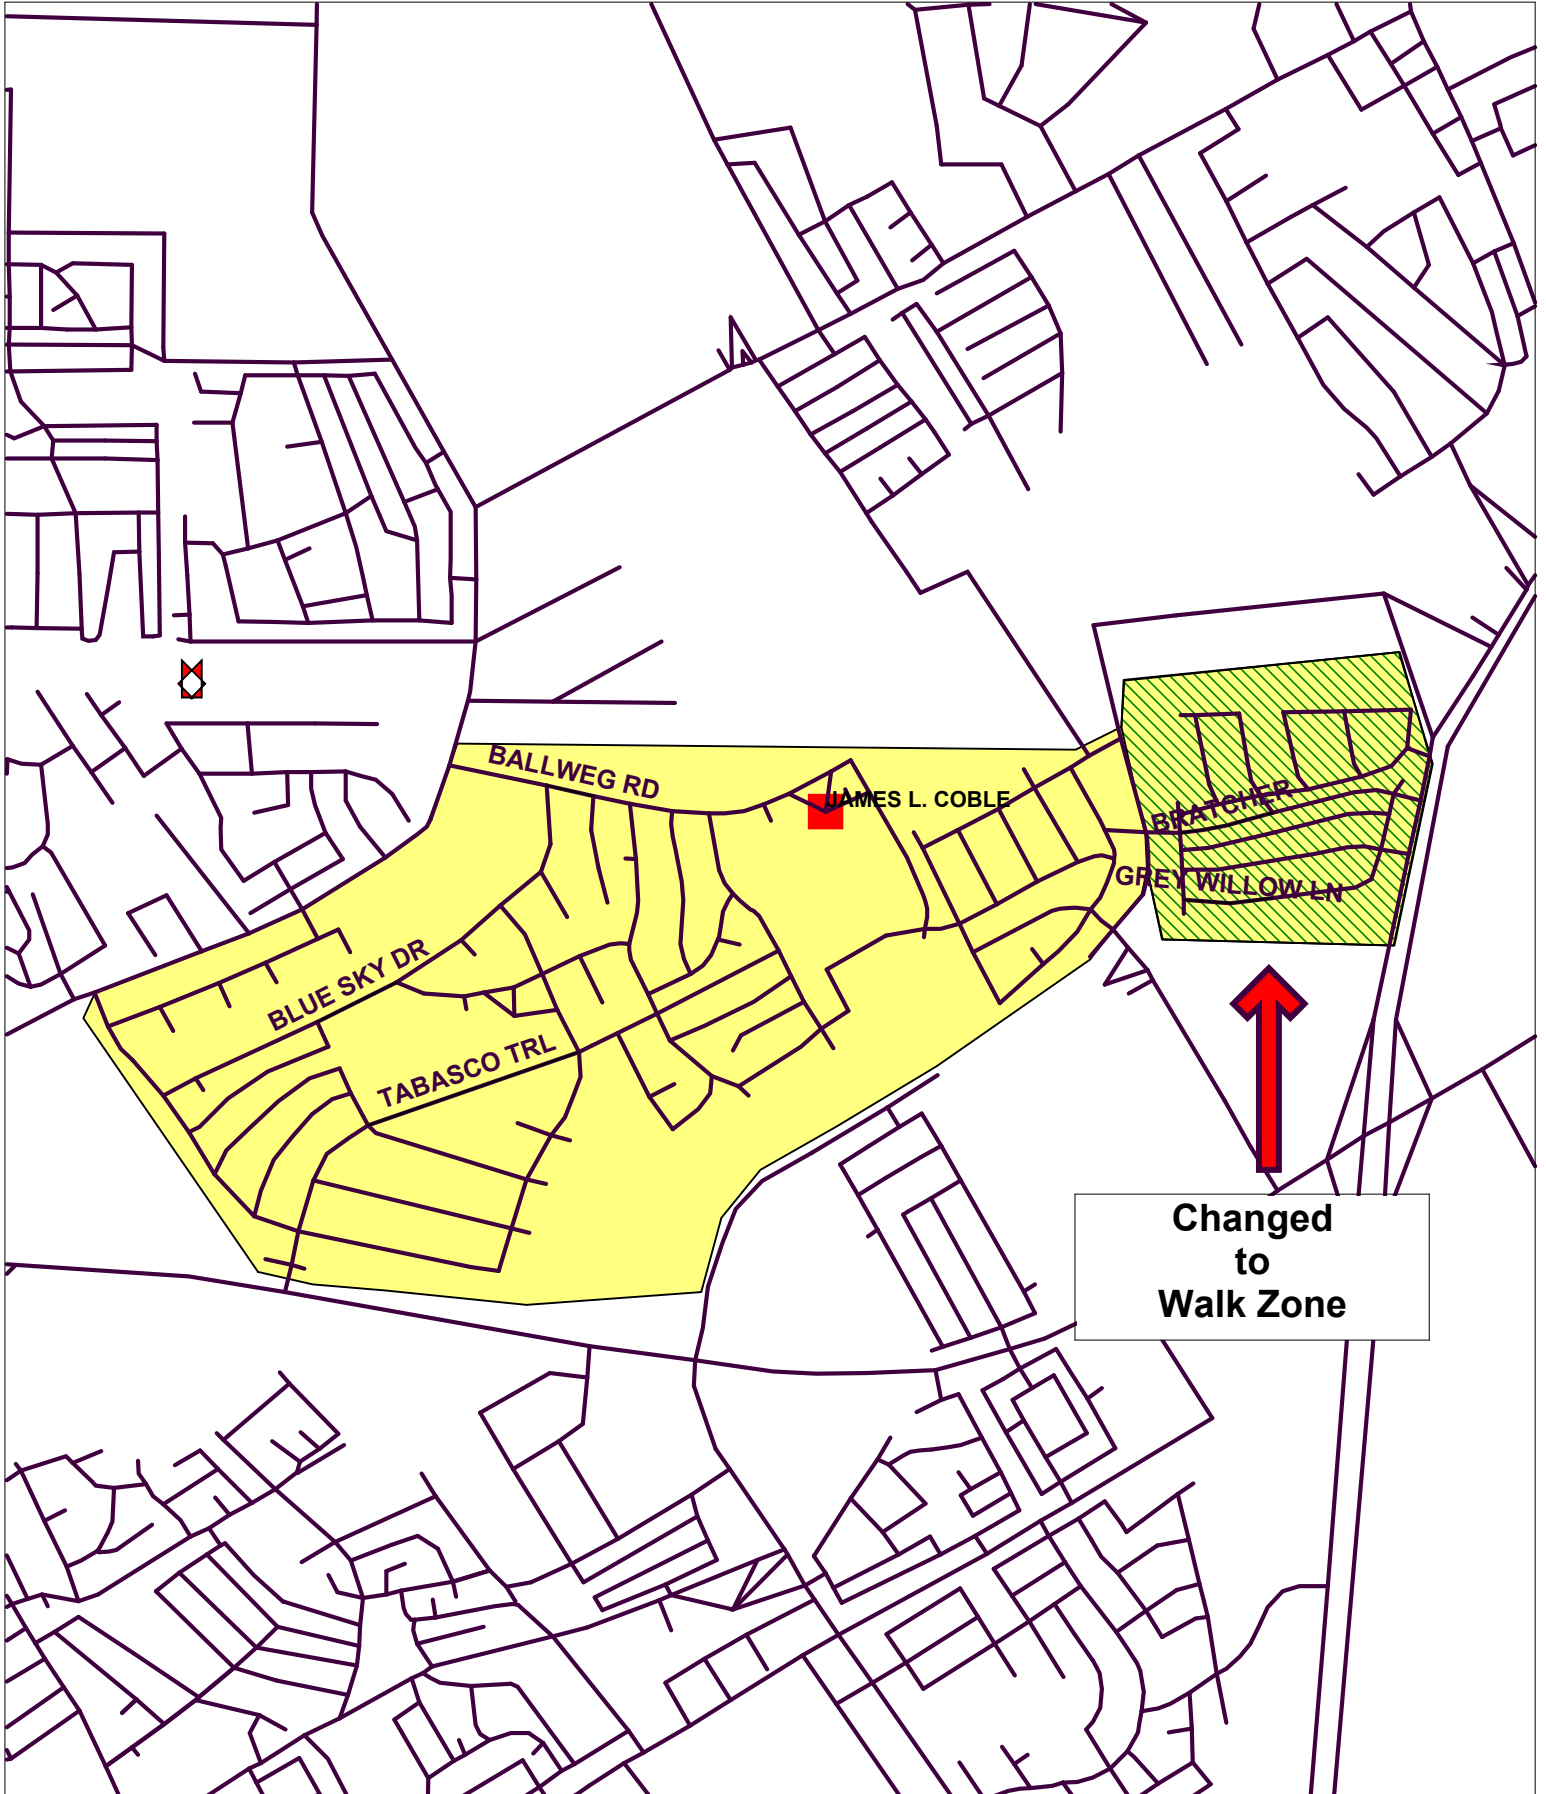 BALLWEG RD
JAMES L. COBLE
BRATCHER
GREY WILLOW LN
BLUE SKY DR
TABASCO TRL
Changed
to
Walk Zone